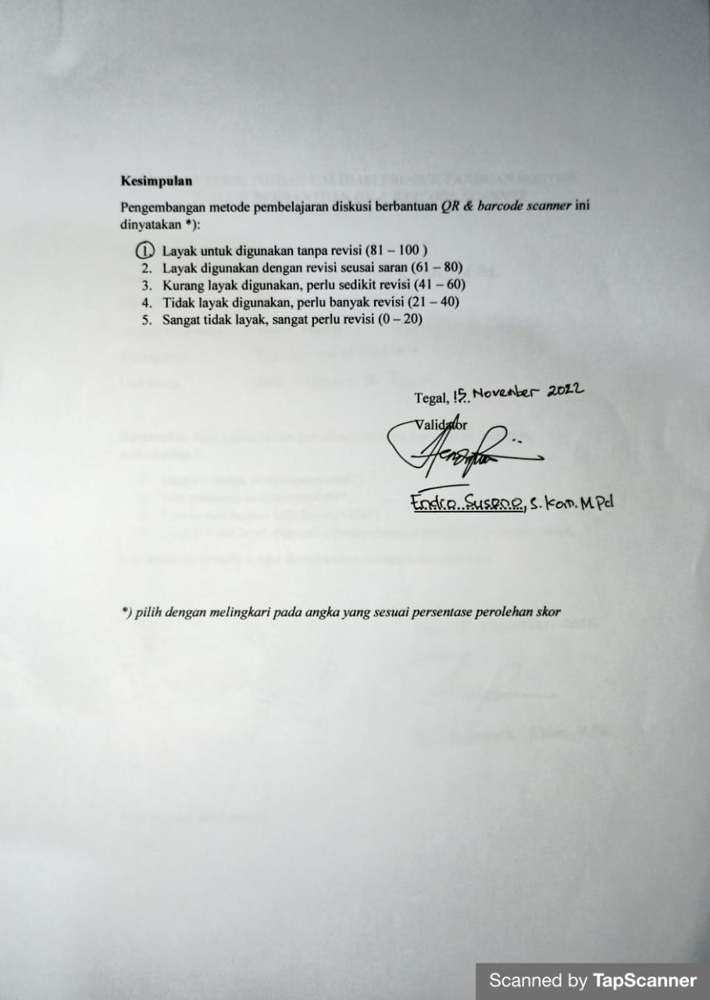 Kesimpulan
Pengembangan metode pembelajaran diskusi berbantuan QR & barcode scanner ini
dinyatakan *):
1. Layak untuk digunakan tanpa revisi (81 – 100 )
2. Layak digunakan dengan revisi seusai saran (61 – 80)
3. Kurang layak digunakan, perlu sedikit revisi (41 – 60)
4. Tidak layak digunakan, perlu banyak revisi (21 – 40)
5. Sangat tidak layak, sangat perlu revisi (0 – 20)
Tegal, 15 November 2022
Validator
Endra Susena, S.Kom. M.Pd
*) pilih dengan melingkari pada angka yang sesuai persentase perolehan skor
Scanned by TapScanner